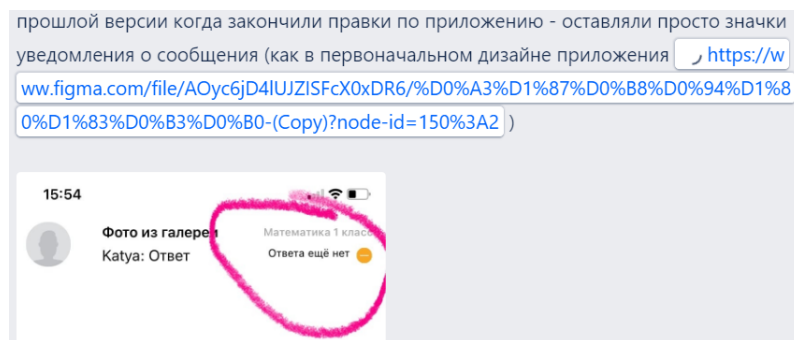 прошлой версии когда закончили правки по приложению - оставляли просто значки
уведомления о сообщения (как в первоначальном дизайне приложения https://w
ww.figma.com/file/AOyc6jD4lUJZISFcX0xDR6/%D0%A3%D1%87%D0%B8%D0%94%D1%8
0%D1%83%D0%B3%D0%B0-(Copy)?node-id=150%3A2 )
15:54
Фото из галереи Математика 1 класс
Katya: Ответ Ответа ещё нет